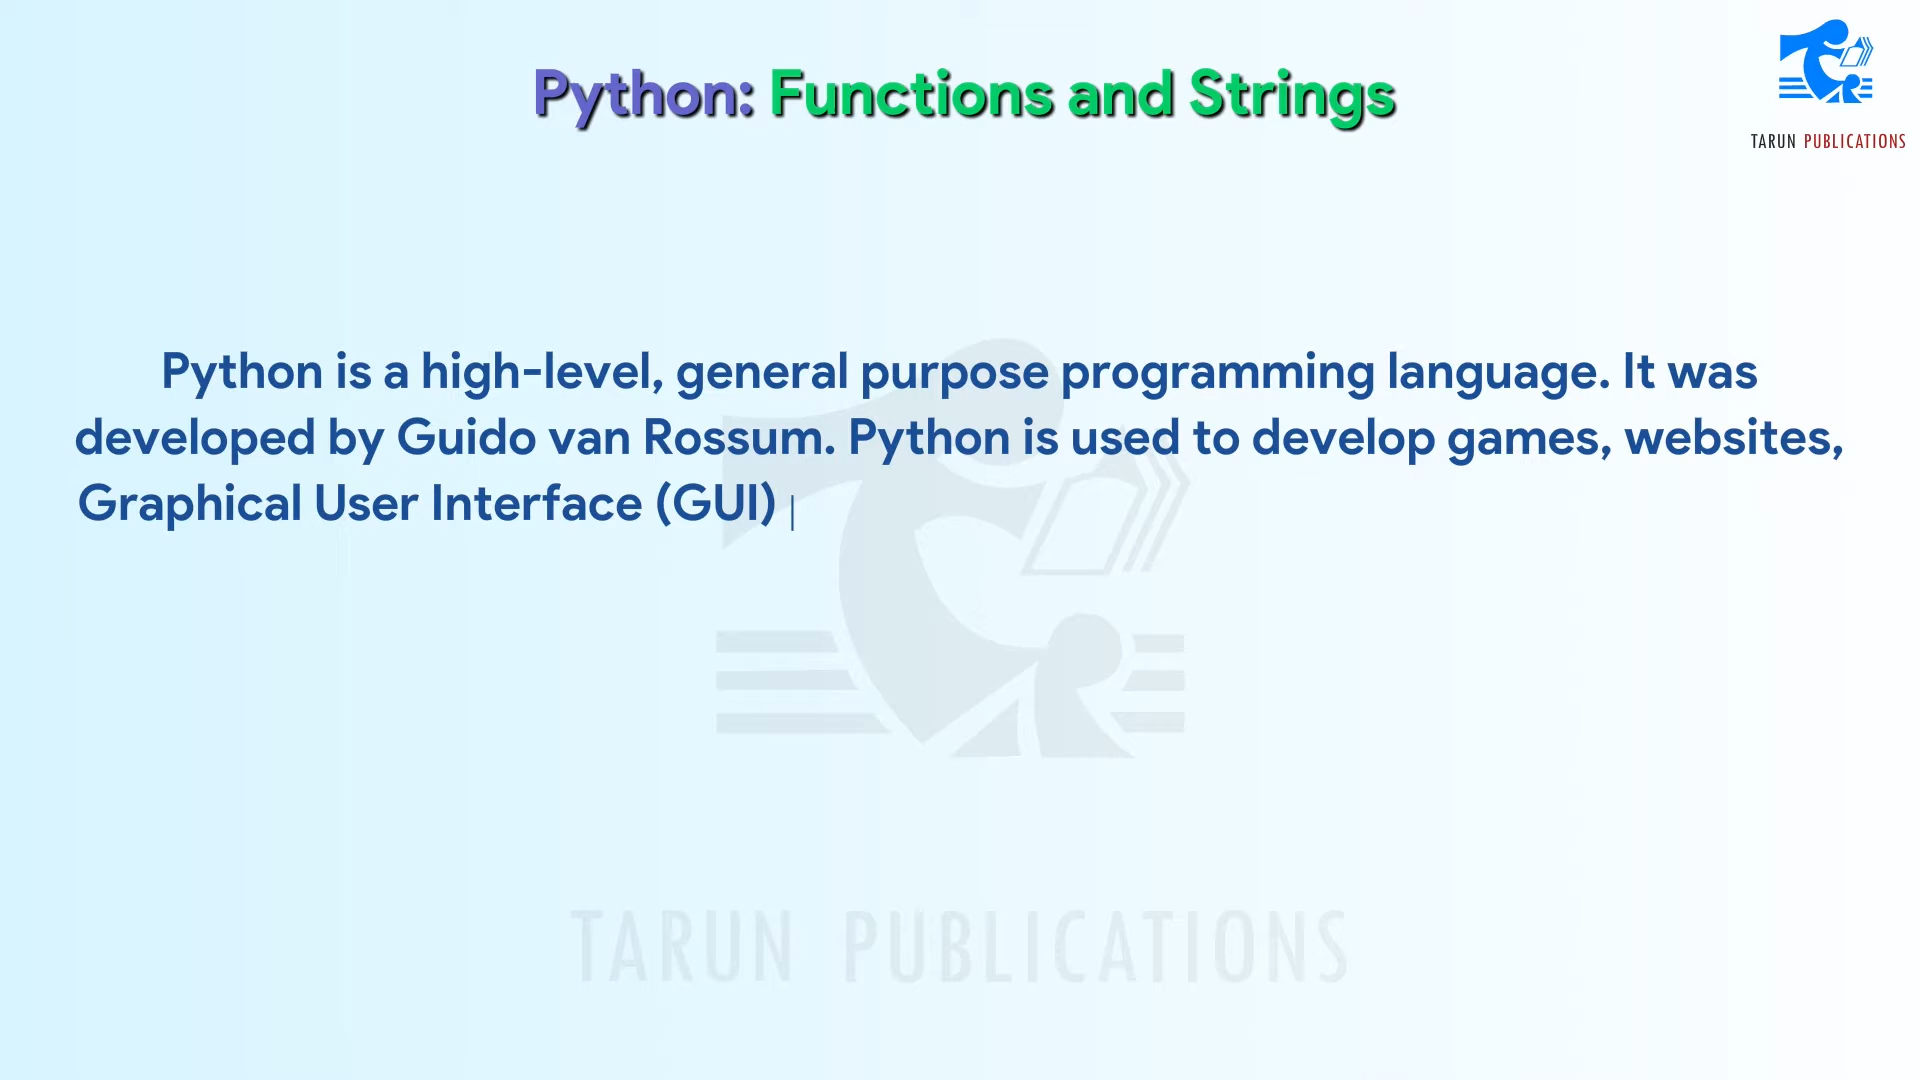 Python: Functions and Strings
TARUN PUBLICATIONS
Python is a high-level, general purpose programming language. It was
developed by Guido van Rossum. Python is used to develop games, websites,
Graphical User Interface (GUI)
TARUN PUBLICATIONS